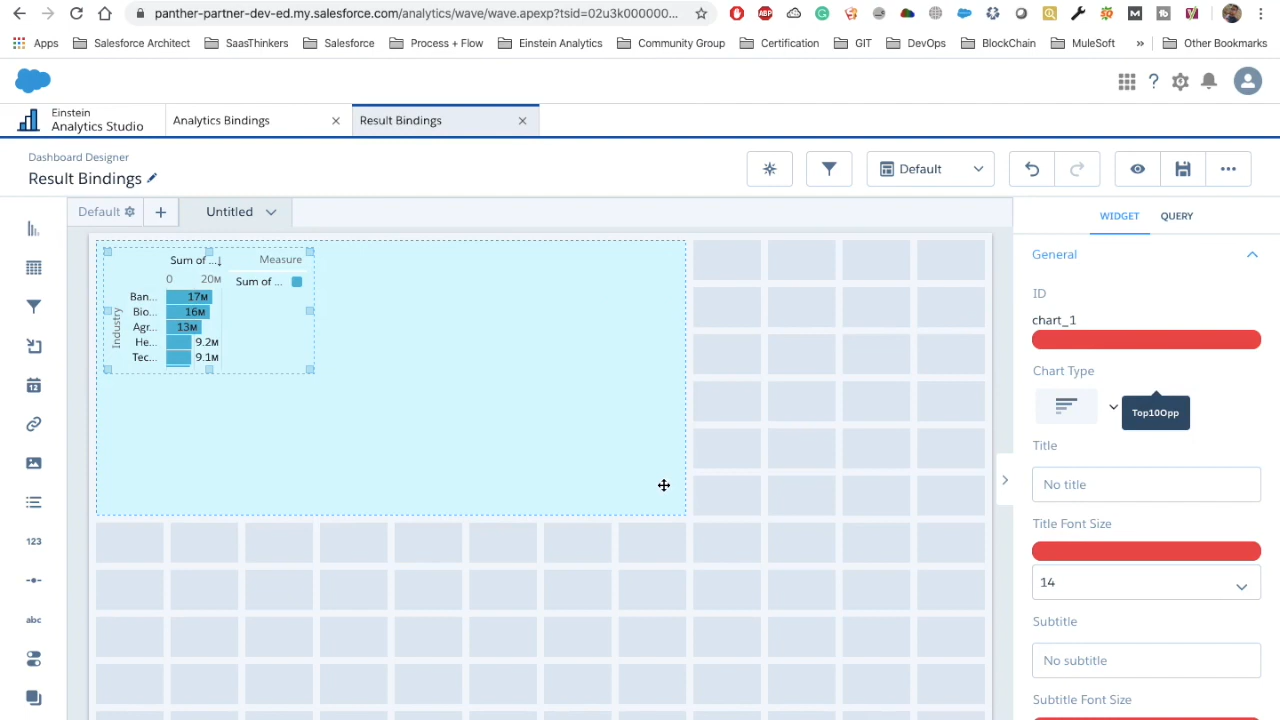 panther-partner-dev-ed.my.salesforce.com/analytics/wave/wave.apexp?tsid=02u3k000000...
Apps
Salesforce Architect
SaasThinkers
Salesforce
Process + Flow
Einstein Analytics
Community Group
Certification
GIT
DevOps
BlockChain
MuleSoft
»
Other Bookmarks
Einstein
Analytics Studio
Analytics Bindings
Result Bindings
Dashboard Designer
Result Bindings
Default
Default
Untitled
WIDGET
QUERY
General
ID
chart_1
Chart Type
Top10Opp
Title
No title
Title Font Size
14
Subtitle
No subtitle
Subtitle Font Size
Sum of ...↓
Measure
0
20M
Sum of ...
Industry
Ban...
17M
Bio...
16M
Agr...
13M
He...
9.2M
Tec...
9.1M
12
123
abc